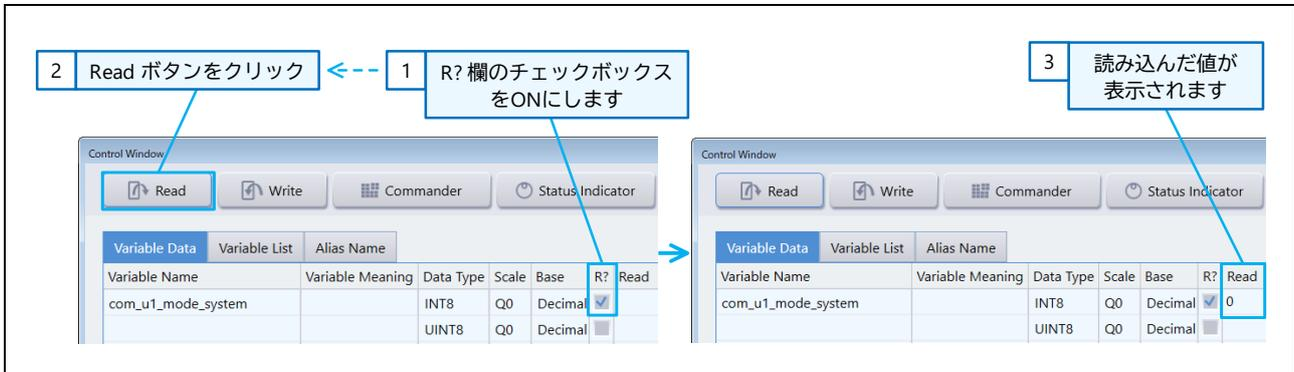 2 Read ボタンをクリック
1 R? 欄のチェックボックス
をONにします
3 読み込んだ値が
表示されます
Control Window
Read Write Commander Status Indicator
Variable Data Variable List Alias Name
Variable Name Variable Meaning Data Type Scale Base R? Read
com_u1_mode_system INT8 Q0 Decimal
UINT8 Q0 Decimal
Control Window
Read Write Commander Status Indicator
Variable Data Variable List Alias Name
Variable Name Variable Meaning Data Type Scale Base R? Read
com_u1_mode_system INT8 Q0 Decimal 0
UINT8 Q0 Decimal